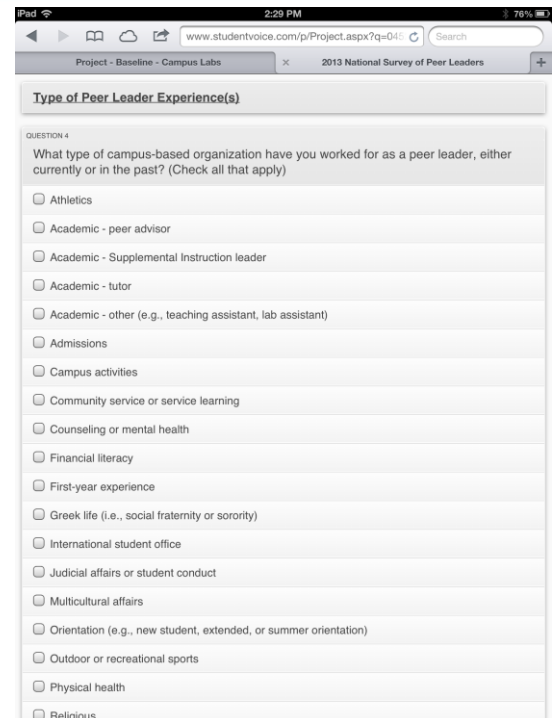 iPad 2:29 PM 76%
www.studentvoice.com/p/Project.aspx?q=045 Search
Project - Baseline - Campus Labs × 2013 National Survey of Peer Leaders +
Type of Peer Leader Experience(s)
QUESTION 4
What type of campus-based organization have you worked for as a peer leader, either
currently or in the past? (Check all that apply)
Athletics
Academic - peer advisor
Academic - Supplemental Instruction leader
Academic - tutor
Academic - other (e.g., teaching assistant, lab assistant)
Admissions
Campus activities
Community service or service learning
Counseling or mental health
Financial literacy
First-year experience
Greek life (i.e., social fraternity or sorority)
International student office
Judicial affairs or student conduct
Multicultural affairs
Orientation (e.g., new student, extended, or summer orientation)
Outdoor or recreational sports
Physical health
Religious